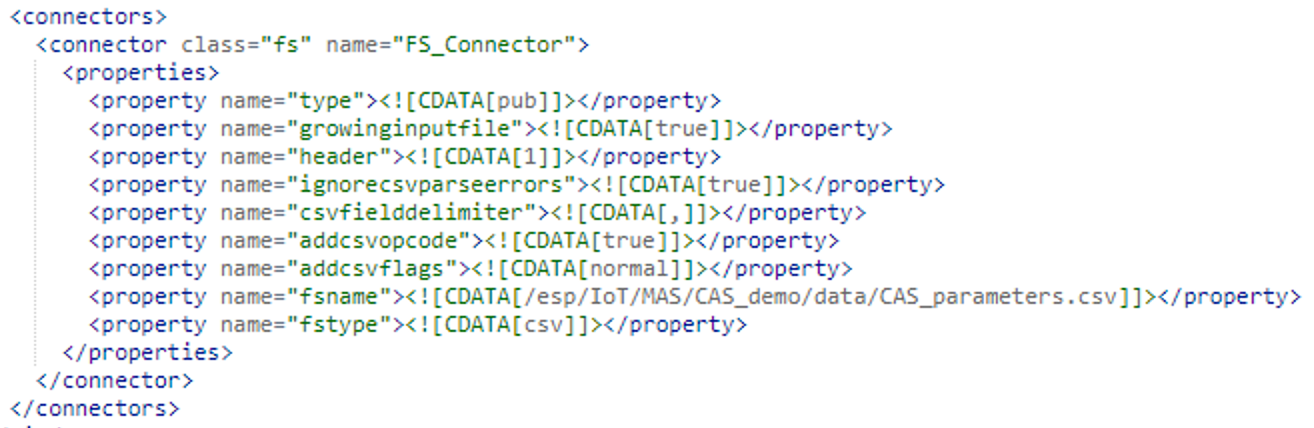 <connectors>
<connector class="fs" name="FS_Connector">
<properties>
<property name="type"><![CDATA[pub]]></property>
<property name="growinginputfile"><![CDATA[true]]></property>
<property name="header"><![CDATA[1]]></property>
<property name="ignorecsvparseerrors"><![CDATA[true]]></property>
<property name="csvfielddelimiter"><![CDATA[,]]></property>
<property name="addcsvopcode"><![CDATA[true]]></property>
<property name="addcsvflags"><![CDATA[normal]]></property>
<property name="fsname"><![CDATA[/esp/IoT/MAS/CAS_demo/data/CAS_parameters.csv]]></property>
<property name="fstype"><![CDATA[csv]]></property>
</properties>
</connector>
</connectors>